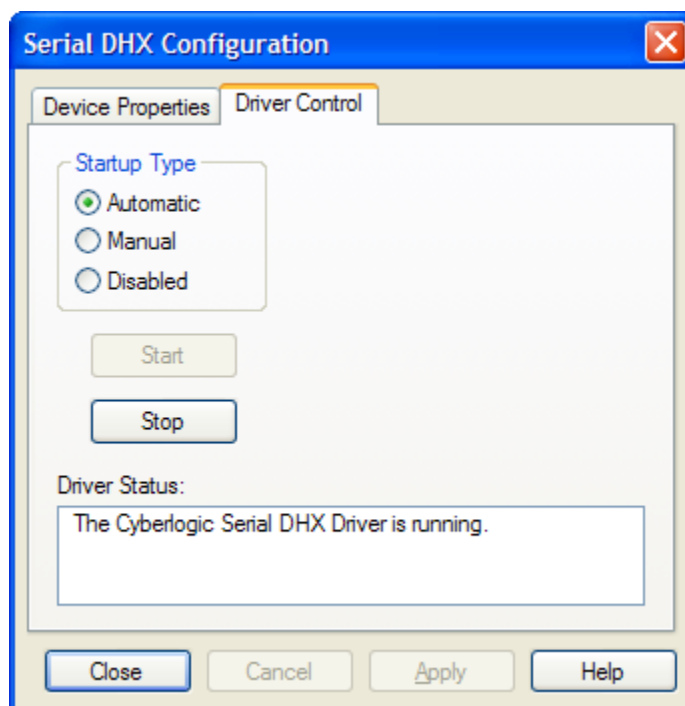 Serial DHX Configuration
Device Properties Driver Control
Startup Type
Automatic
Manual
Disabled
Start
Stop
Driver Status:
The Cyberlogic Serial DHX Driver is running.
Close Cancel Apply Help